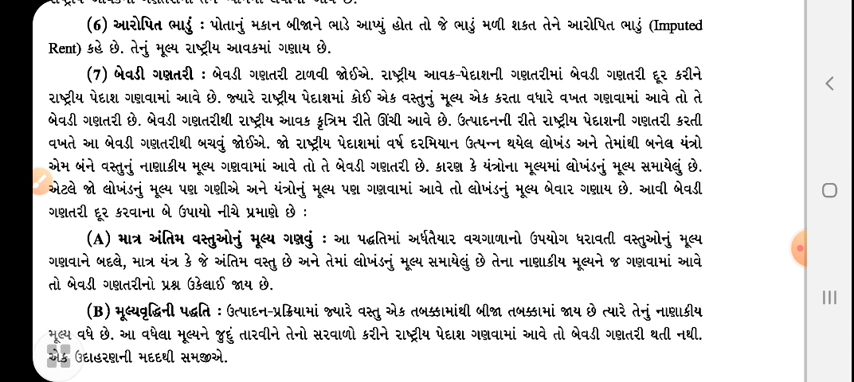 (6) આરોપિત ભાડું : પોતાનું મકાન બીજાને ભાડે આપ્યું હોત તો જે ભાડું મળી શકત તેને આરોપિત ભાડું (Imputed
Rent) કહે છે. તેનું મૂલ્ય રાષ્ટ્રીય આવકમાં ગણાય છે.
(7) બેવડી ગણતરી : બેવડી ગણતરી ટાળવી જોઈએ. રાષ્ટ્રીય આવક-પેદાશની ગણતરીમાં બેવડી ગણતરી દૂર કરીને
રાષ્ટ્રીય પેદાશ ગણવામાં આવે છે. જ્યારે રાષ્ટ્રીય પેદાશમાં કોઈ એક વસ્તુનું મૂલ્ય એક કરતા વધારે વખત ગણવામાં આવે તો તે
બેવડી ગણતરી છે. બેવડી ગણતરીથી રાષ્ટ્રીય આવક કૃત્રિમ રીતે ઊંચી આવે છે. ઉત્પાદનની રીતે રાષ્ટ્રીય પેદાશની ગણતરી કરતી
વખતે આ બેવડી ગણતરીથી બચવું જોઈએ. જો રાષ્ટ્રીય પેદાશમાં વર્ષ દરમિયાન ઉત્પન્ન થયેલ લોખંડ અને તેમાંથી બનેલ યંત્રો
એમ બંને વસ્તુનું નાણાકીય મૂલ્ય ગણવામાં આવે તો તે બેવડી ગણતરી છે. કારણ કે યંત્રોના મૂલ્યમાં લોખંડનું મૂલ્ય સમાયેલું છે.
એટલે જો લોખંડનું મૂલ્ય પણ ગણીએ અને યંત્રોનું મૂલ્ય પણ ગણવામાં આવે તો લોખંડનું મૂલ્ય બેવાર ગણાય છે. આવી બેવડી
ગણતરી દૂર કરવાના બે ઉપાયો નીચે પ્રમાણે છે :
(A) માત્ર અંતિમ વસ્તુઓનું મૂલ્ય ગણવું : આ પદ્ધતિમાં અર્ધતૈયાર વચગાળાનો ઉપયોગ ધરાવતી વસ્તુઓનું મૂલ્ય
ગણવાને બદલે, માત્ર યંત્ર કે જે અંતિમ વસ્તુ છે અને તેમાં લોખંડનું મૂલ્ય સમાયેલું છે તેના નાણાકીય મૂલ્યને જ ગણવામાં આવે
તો બેવડી ગણતરીનો પ્રશ્ન ઉકેલાઈ જાય છે.
(B) મૂલ્યવૃદ્ધિની પદ્ધતિ : ઉત્પાદન-પ્રક્રિયામાં જ્યારે વસ્તુ એક તબક્કામાંથી બીજા તબક્કામાં જાય છે ત્યારે તેનું નાણાકીય
મૂલ્ય વધે છે. આ વધેલા મૂલ્યને જુદું તારવીને તેનો સરવાળો કરીને રાષ્ટ્રીય પેદાશ ગણવામાં આવે તો બેવડી ગણતરી થતી નથી.
એક ઉદાહરણની મદદથી સમજીએ.